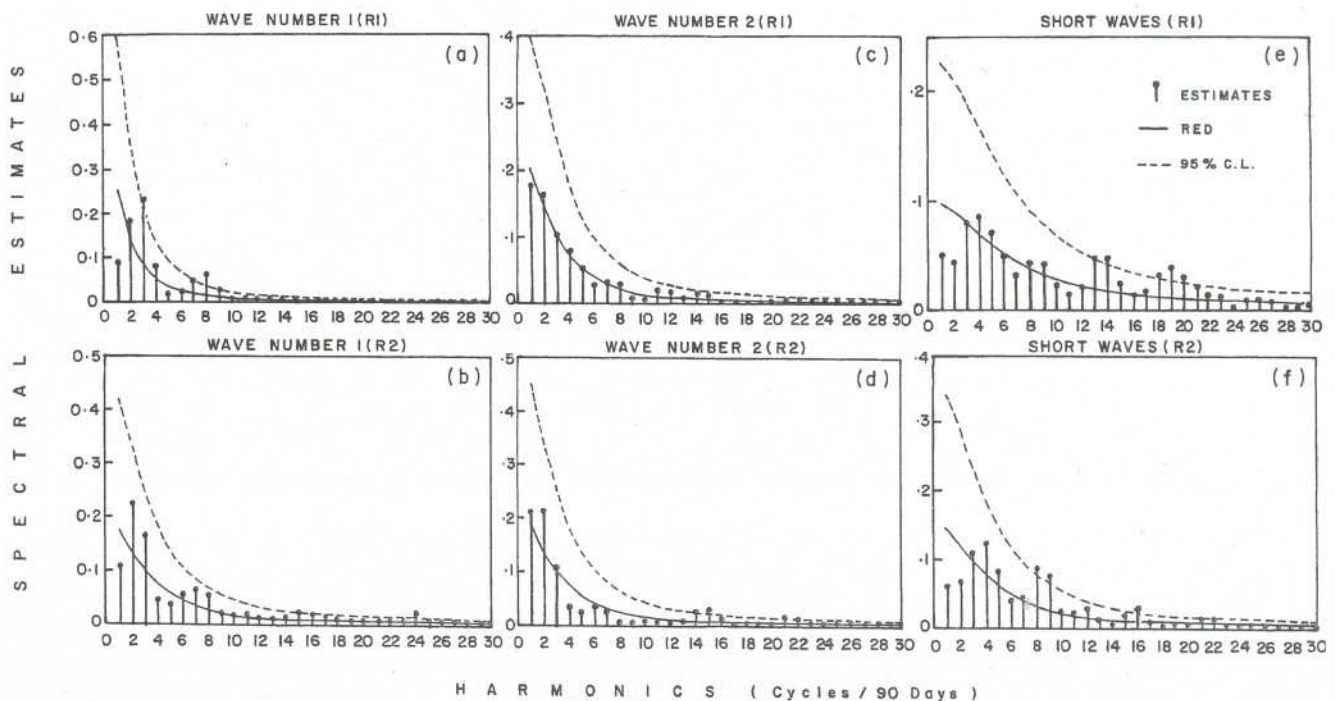 WAVE NUMBER 1 (R1)
WAVE NUMBER 2 (R1)
SHORT WAVES (R1)
0·6
0·5
0·4
0·3
0·2
0·1
0
(a)
0 2 4 6 8 10 12 14 16 18 20 22 24 26 28 30
·4
·3
·2
·1
0
(c)
0 2 4 6 8 10 12 14 16 18 20 22 24 26 28 30
·2
·1
0
(e)
ESTIMATES
RED
95% C.L.
0 2 4 6 8 10 12 14 16 18 20 22 24 26 28 30
WAVE NUMBER 1 (R2)
WAVE NUMBER 2 (R2)
SHORT WAVES (R2)
0·5
0·4
0·3
0·2
0·1
0
(b)
0 2 4 6 8 10 12 14 16 18 20 22 24 26 28 30
·5
·4
·3
·2
·1
0
(d)
0 2 4 6 8 10 12 14 16 18 20 22 24 26 28 30
·4
·3
·2
·1
0
(f)
0 2 4 6 8 10 12 14 16 18 20 22 24 26 28 30
SPECTRAL ESTIMATES
HARMONICS (Cycles / 90 Days)